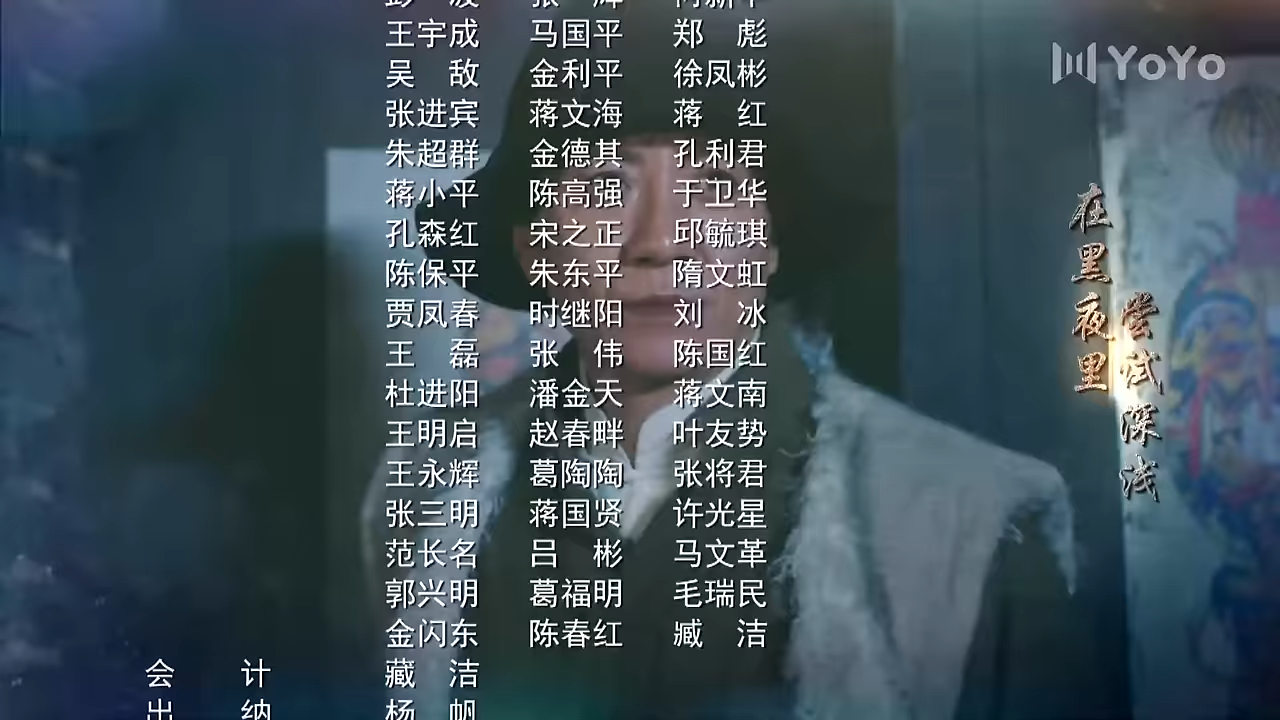 王宇成 马国平 郑 彪
吴 敌 金利平 徐凤彬
张进宾 蒋文海 蒋 红
朱超群 金德其 孔利君
蒋小平 陈高强 于卫华
孔森红 宋之正 邱毓琪
陈保平 朱东平 隋文虹
贾凤春 时继阳 刘 冰
王 磊 张 伟 陈国红
杜进阳 潘金天 蒋文南
王明启 赵春畔 叶友势
王永辉 葛陶陶 张将君
张三明 蒋国贤 许光星
范长名 吕 彬 马文革
郭兴明 葛福明 毛瑞民
金闪东 陈春红 臧 洁
会 计 藏 洁
出 纳 杨 帆
YoYo
在黑夜里
尝试深浅